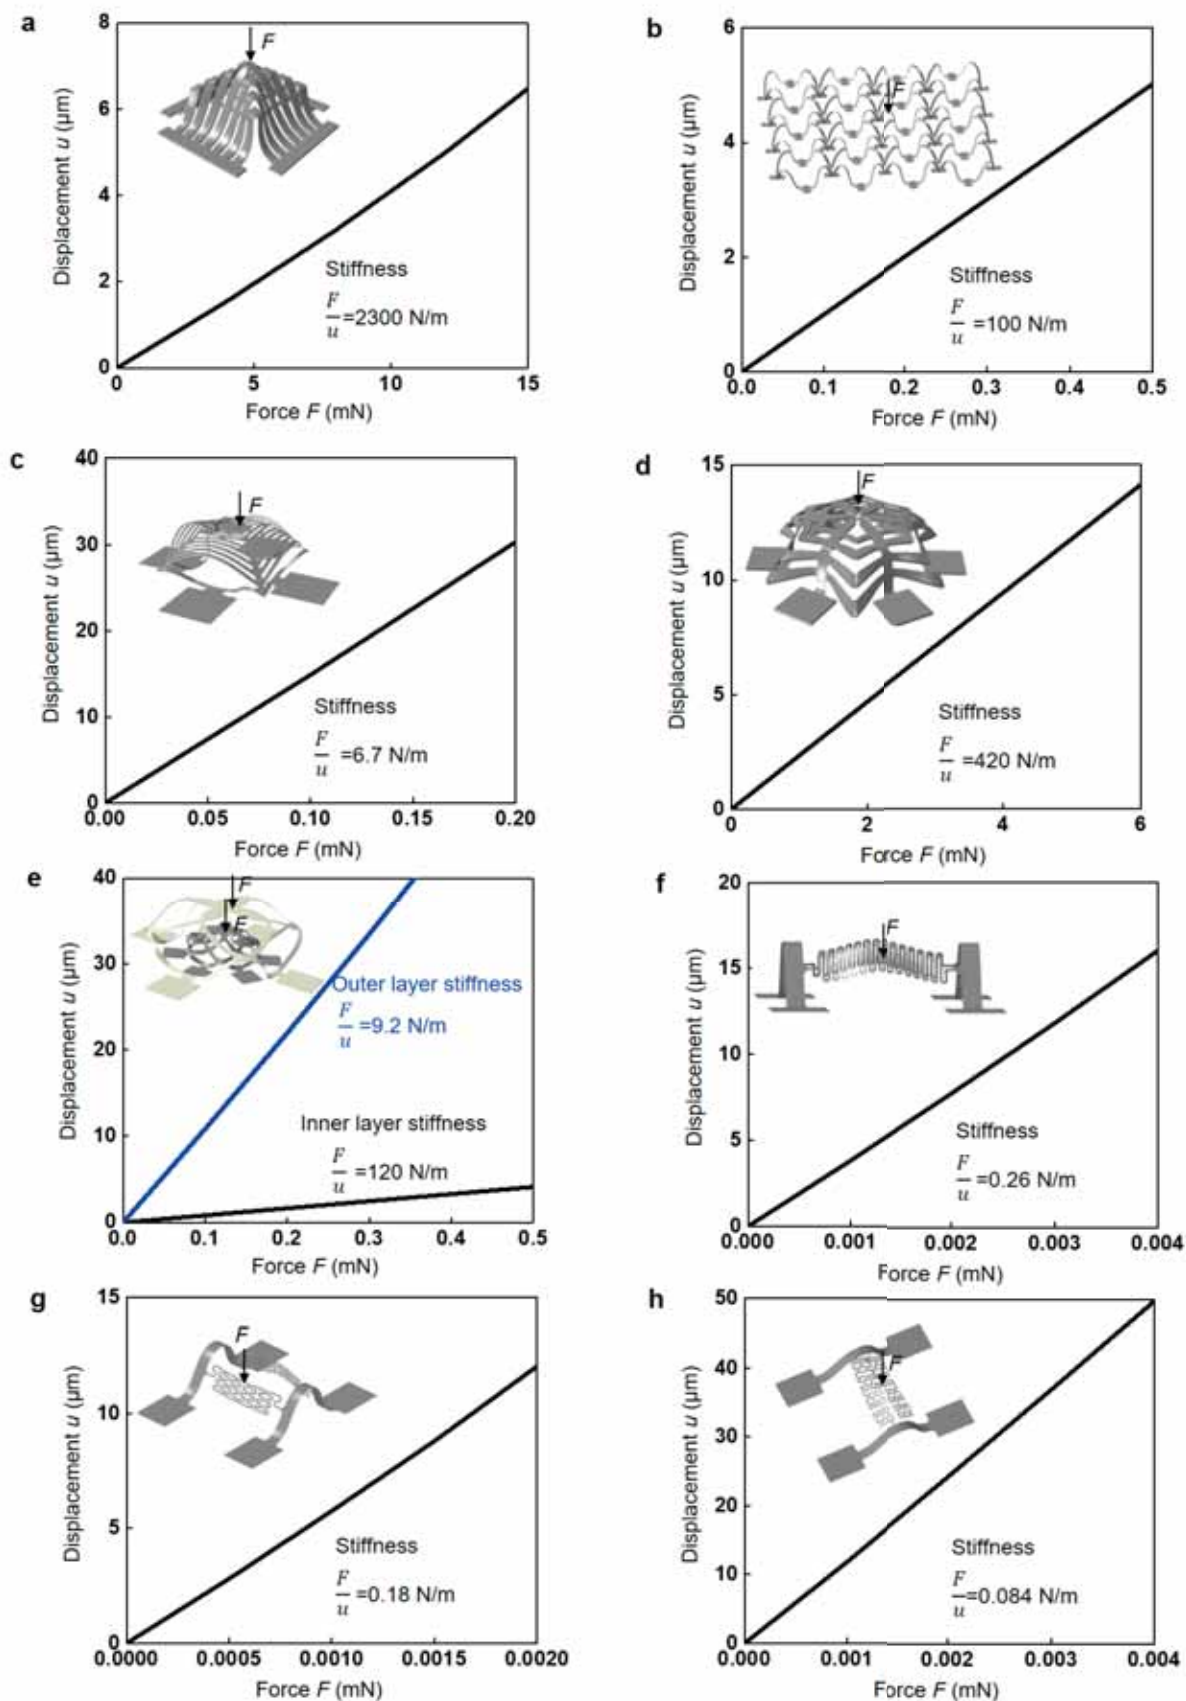 a
8
6
4
2
0
Displacement u (μm)
F
Stiffness
F
u
=2300 N/m
0
5
10
15
Force F (mN)
b
6
4
2
0
Displacement u (μm)
F
Stiffness
F
u
=100 N/m
0.0
0.1
0.2
0.3
0.4
0.5
Force F (mN)
c
40
30
20
10
0
Displacement u (μm)
F
Stiffness
F
u
=6.7 N/m
0.00
0.05
0.10
0.15
0.20
Force F (mN)
d
15
10
5
0
Displacement u (μm)
F
Stiffness
F
u
=420 N/m
0
2
4
6
Force F (mN)
e
40
30
20
10
0
Displacement u (μm)
F
F
Outer layer stiffness
F
u
=9.2 N/m
Inner layer stiffness
F
u
=120 N/m
0.0
0.1
0.2
0.3
0.4
0.5
Force F (mN)
f
20
15
10
5
0
Displacement u (μm)
F
Stiffness
F
u
=0.26 N/m
0.000
0.001
0.002
0.003
0.004
Force F (mN)
g
15
10
5
0
Displacement u (μm)
F
Stiffness
F
u
=0.18 N/m
0.0000
0.0005
0.0010
0.0015
0.0020
Force F (mN)
h
50
40
30
50
10
0
Displacement u (μm)
F
Stiffness
F
u
=0.084 N/m
0.000
0.001
0.002
0.003
0.004
Force F (mN)